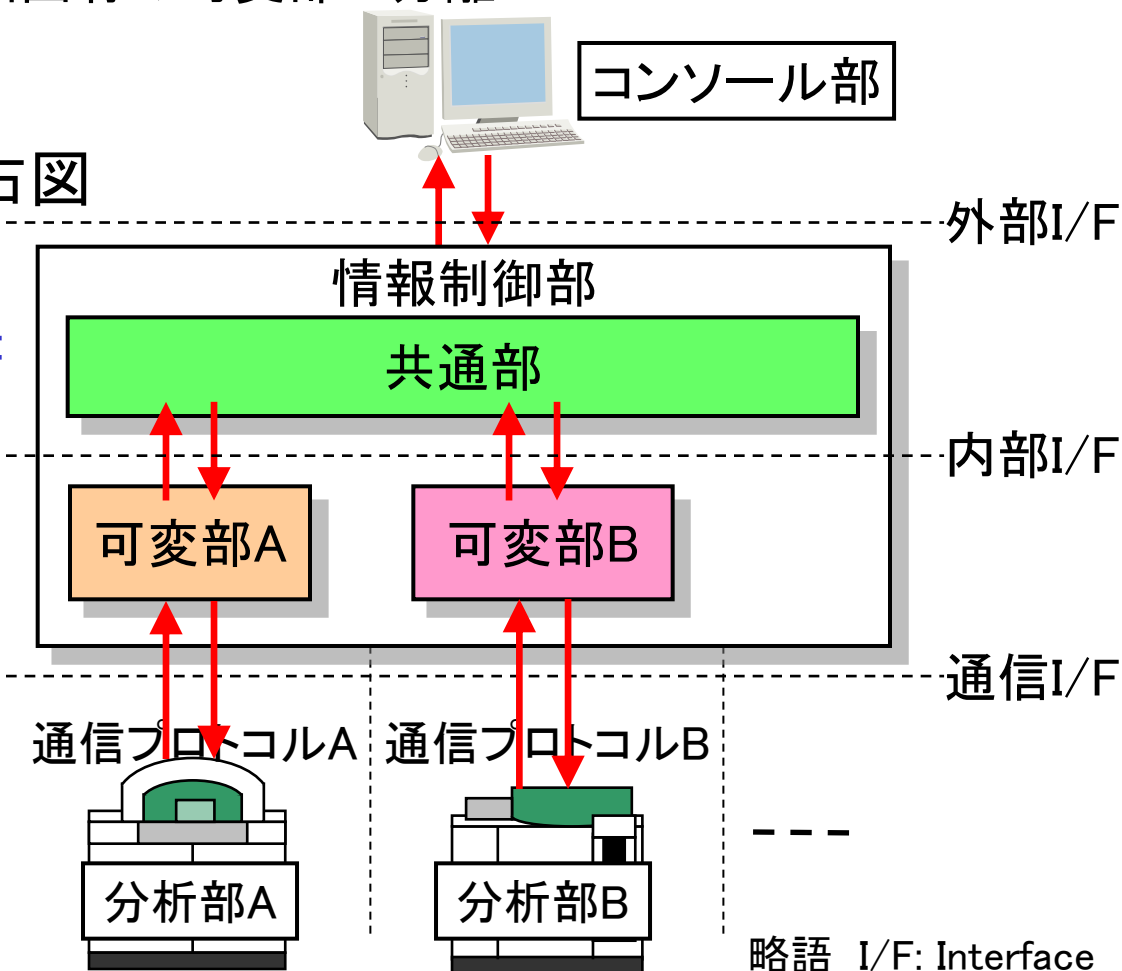 コンソール部
右図
外部I/F
情報制御部
共通部
内部I/F
可変部A
可変部B
通信I/F
通信プロトコルA
通信プロトコルB
分析部A
分析部B
略語 I/F: Interface